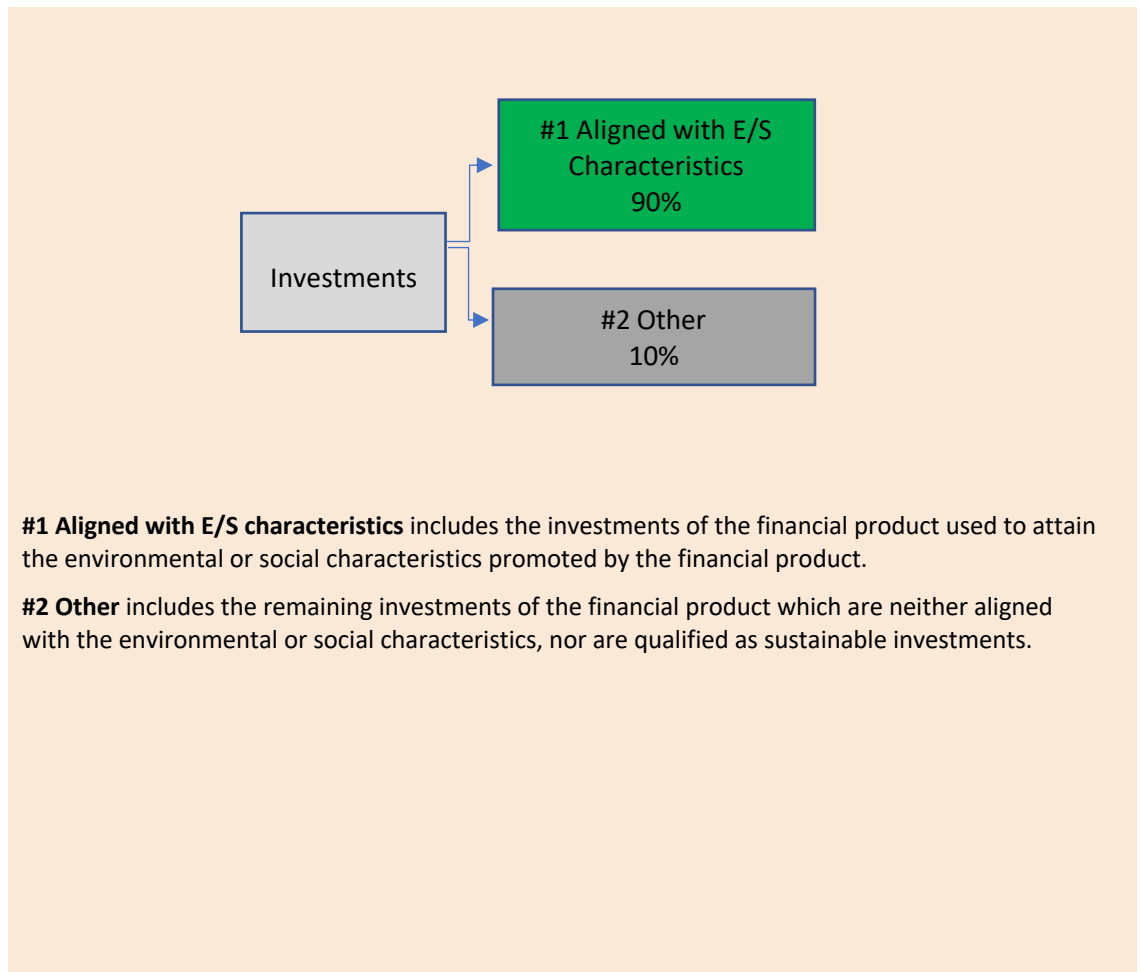 #1 Aligned with E/S
Characteristics
90%
Investments
#2 Other
10%
#1 Aligned with E/S characteristics includes the investments of the financial product used to attain
the environmental or social characteristics promoted by the financial product.
#2 Other includes the remaining investments of the financial product which are neither aligned
with the environmental or social characteristics, nor are qualified as sustainable investments.